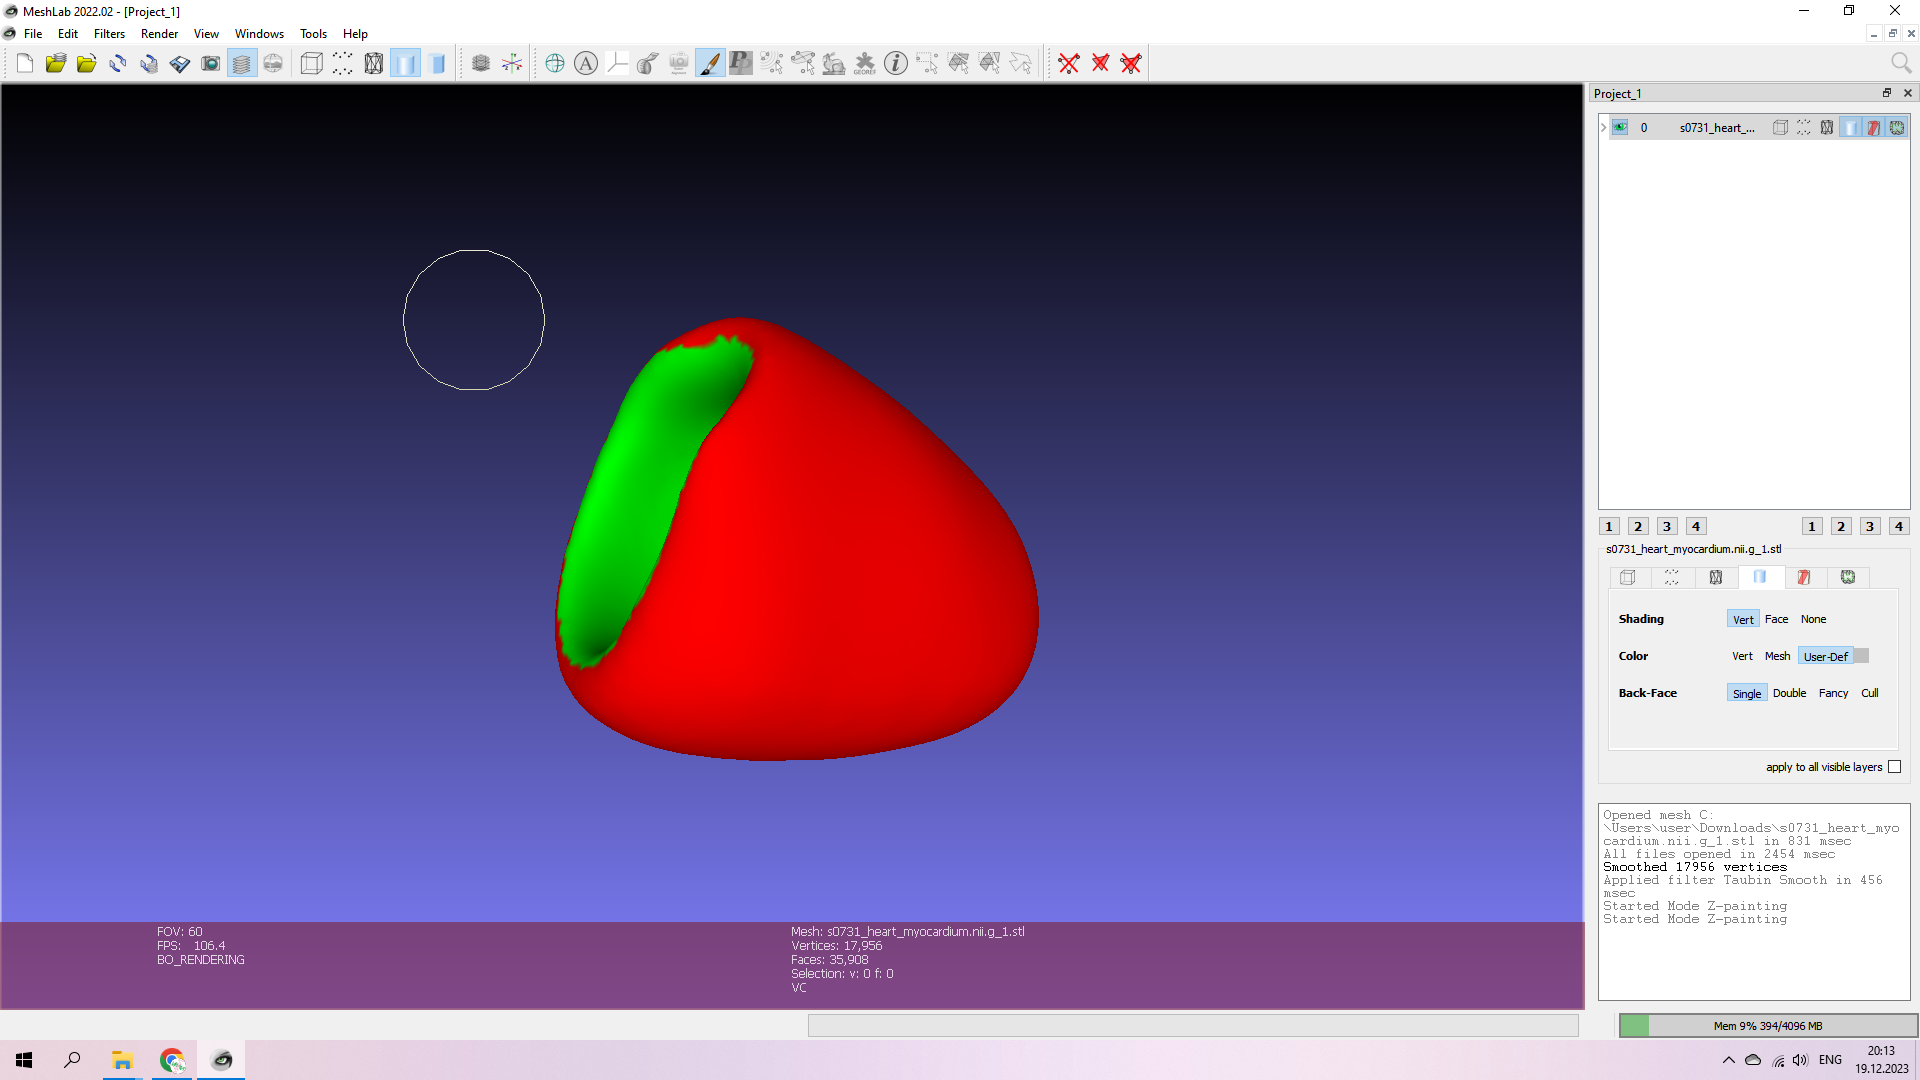 MeshLab 2022.02 - [Project_1]
File Edit Filters Render View Windows Tools Help
A
GEOREF
Project_1
0 s0731_heart_...
1 2 3 4 1 2 3 4
s0731_heart_myocardium.nii.g_1.stl
Shading Vert Face None
Color Vert Mesh User-Def
Back-Face Single Double Fancy Cull
apply to all visible layers
Opened mesh C:
\Users\user\Downloads\s0731_heart_myo
cardium.nii.g_1.stl in 831 msec
All files opened in 2454 msec
Smoothed 17956 vertices
Applied filter Taubin Smooth in 456
msec
Started Mode Z-painting
Started Mode Z-painting
FOV: 60
FPS: 106.4
BO_RENDERING
Mesh: s0731_heart_myocardium.nii.g_1.stl
Vertices: 17,956
Faces: 35,908
Selection: v: 0 f: 0
VC
Mem 9% 394/4096 MB
ENG
20:13
19.12.2023